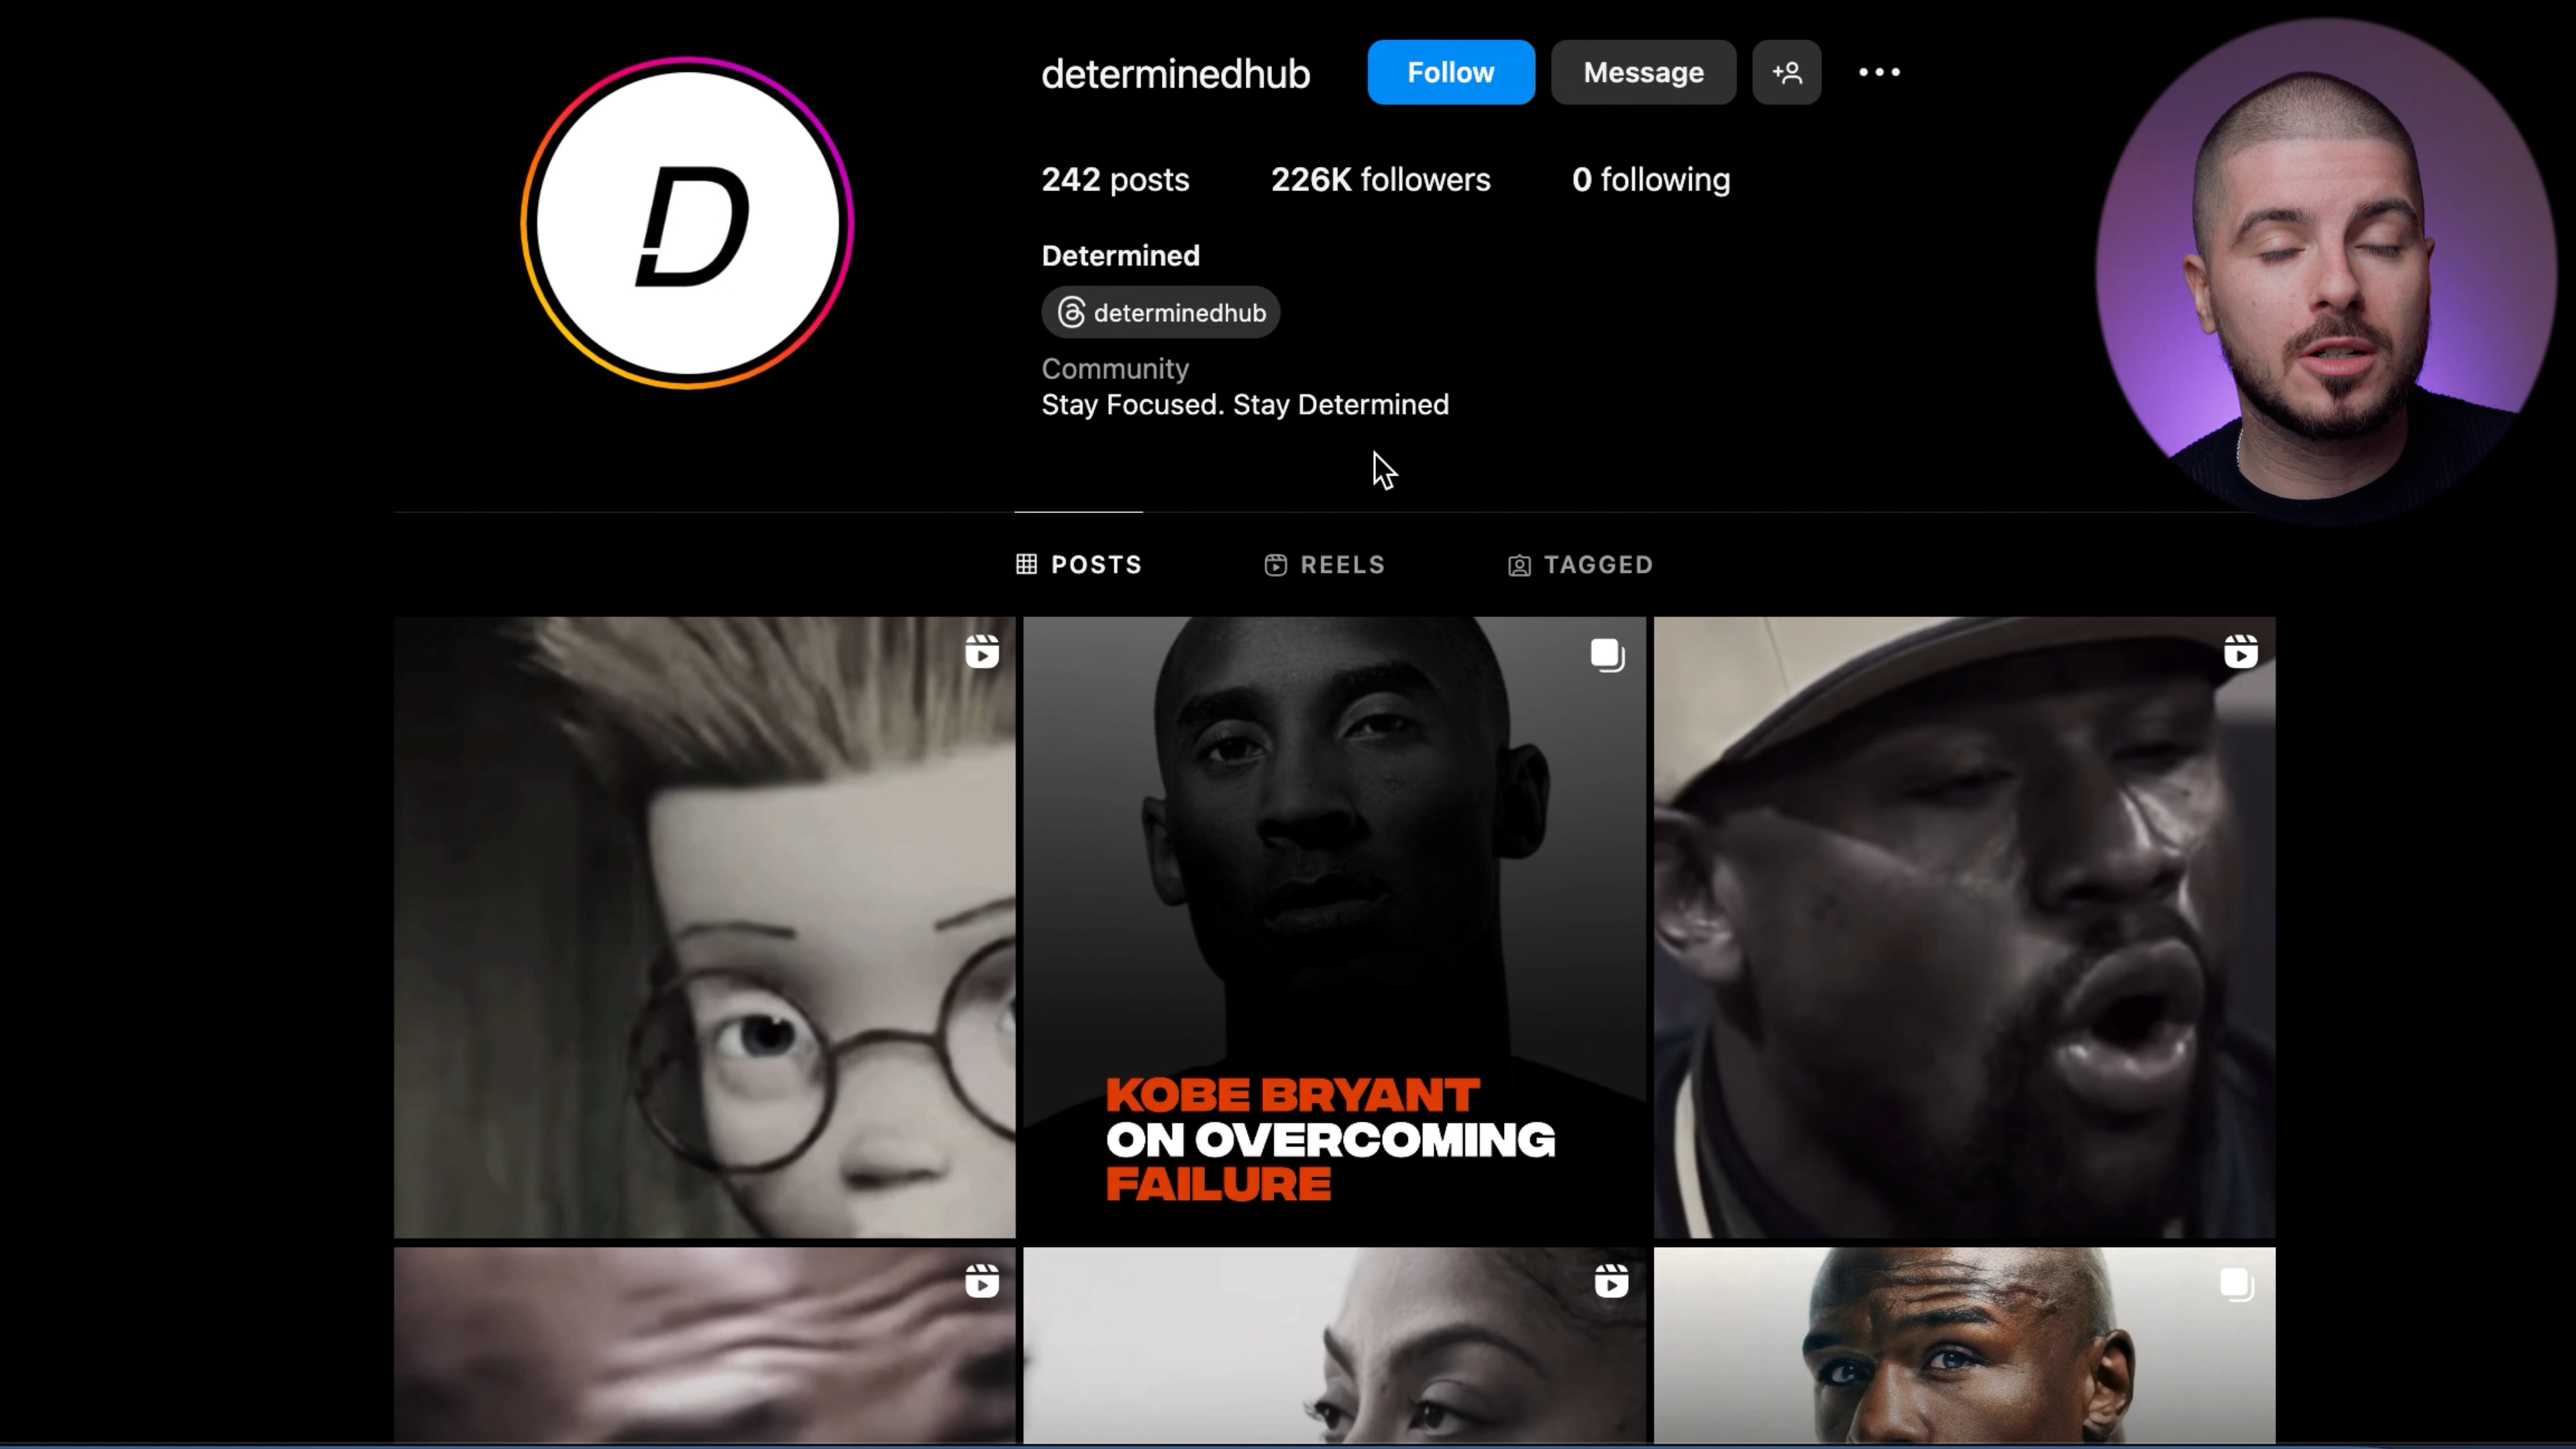 D
determinedhub
Follow
Message
242 posts
226K followers
0 following
Determined
determinedhub
Community
Stay Focused. Stay Determined
POSTS
REELS
TAGGED
KOBE BRYANT
ON OVERCOMING
FAILURE